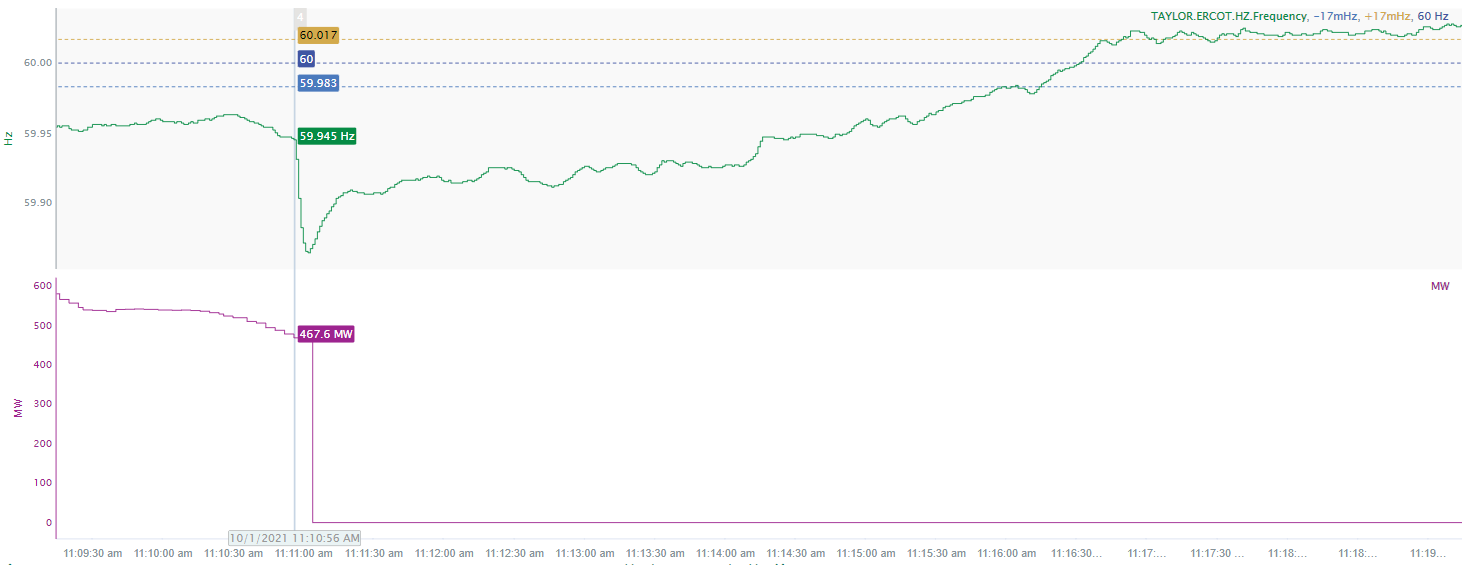 4
TAYLOR.ERCOT.HZ.Frequency, -17mHz, +17mHz, 60 Hz
60.017
60.00
60
59.983
59.95
59.945 Hz
Hz
59.90
600
MW
500
467.6 MW
400
MW
300
200
100
0
10/1/2021 11:10:56 AM
11:09:30 am 11:10:00 am 11:10:30 am 11:11:00 am 11:11:30 am 11:12:00 am 11:12:30 am 11:13:00 am 11:13:30 am 11:14:00 am 11:14:30 am 11:15:00 am 11:15:30 am 11:16:00 am 11:16:30... 11:17:... 11:17:30 ... 11:18:... 11:18:... 11:19...